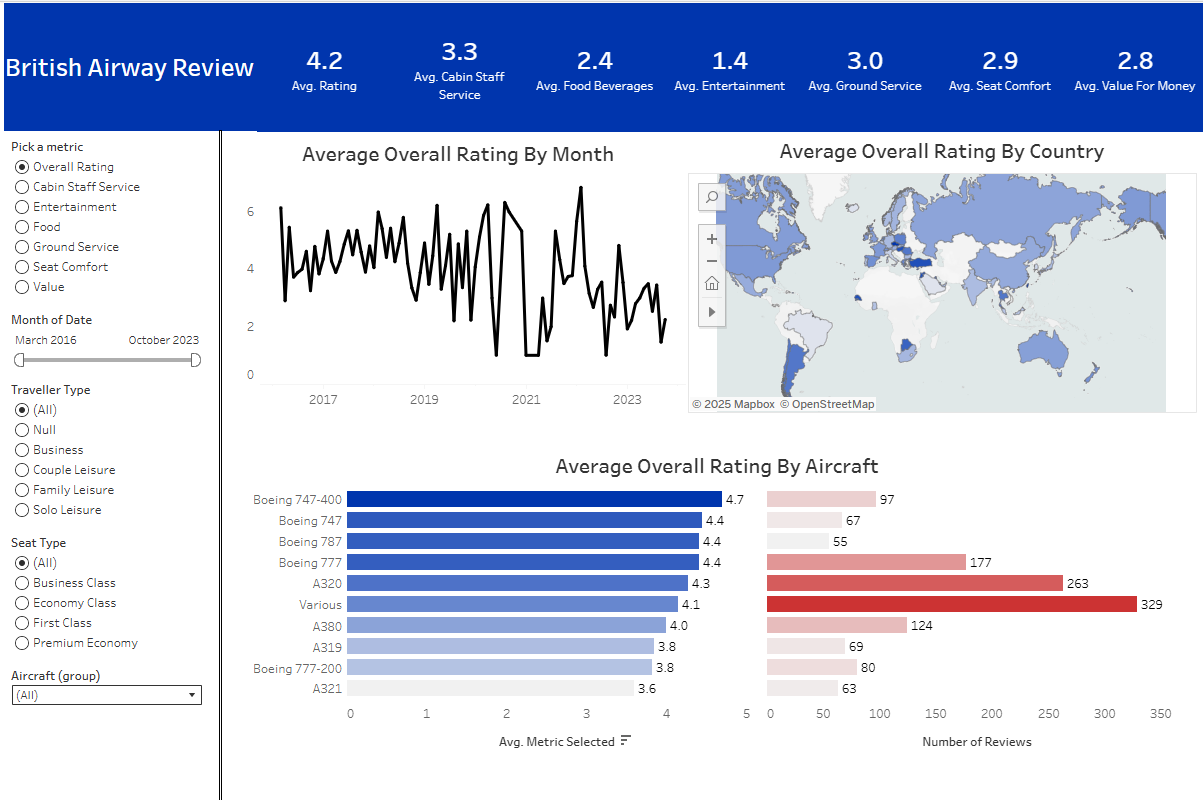 British Airway Review
4.2
Avg. Rating
3.3
Avg. Cabin Staff
Service
2.4
Avg. Food Beverages
1.4
Avg. Entertainment
3.0
Avg. Ground Service
2.9
Avg. Seat Comfort
2.8
Avg. Value For Money
Pick a metric
Overall Rating
Cabin Staff Service
Entertainment
Food
Ground Service
Seat Comfort
Value
Month of Date
March 2016 October 2023
Traveller Type
(All)
Null
Business
Couple Leisure
Family Leisure
Solo Leisure
Seat Type
(All)
Business Class
Economy Class
First Class
Premium Economy
Aircraft (group)
(All)
Average Overall Rating By Month
6
4
2
0
2017 2019 2021 2023
Average Overall Rating By Country
© 2025 Mapbox © OpenStreetMap
Average Overall Rating By Aircraft
Boeing 747-400 4.7 97
Boeing 747 4.4 67
Boeing 787 4.4 55
Boeing 777 4.4 177
A320 4.3 263
Various 4.1 329
A380 4.0 124
A319 3.8 69
Boeing 777-200 3.8 80
A321 3.6 63
0 1 2 3 4 5 0 50 100 150 200 250 300 350
Avg. Metric Selected Number of Reviews